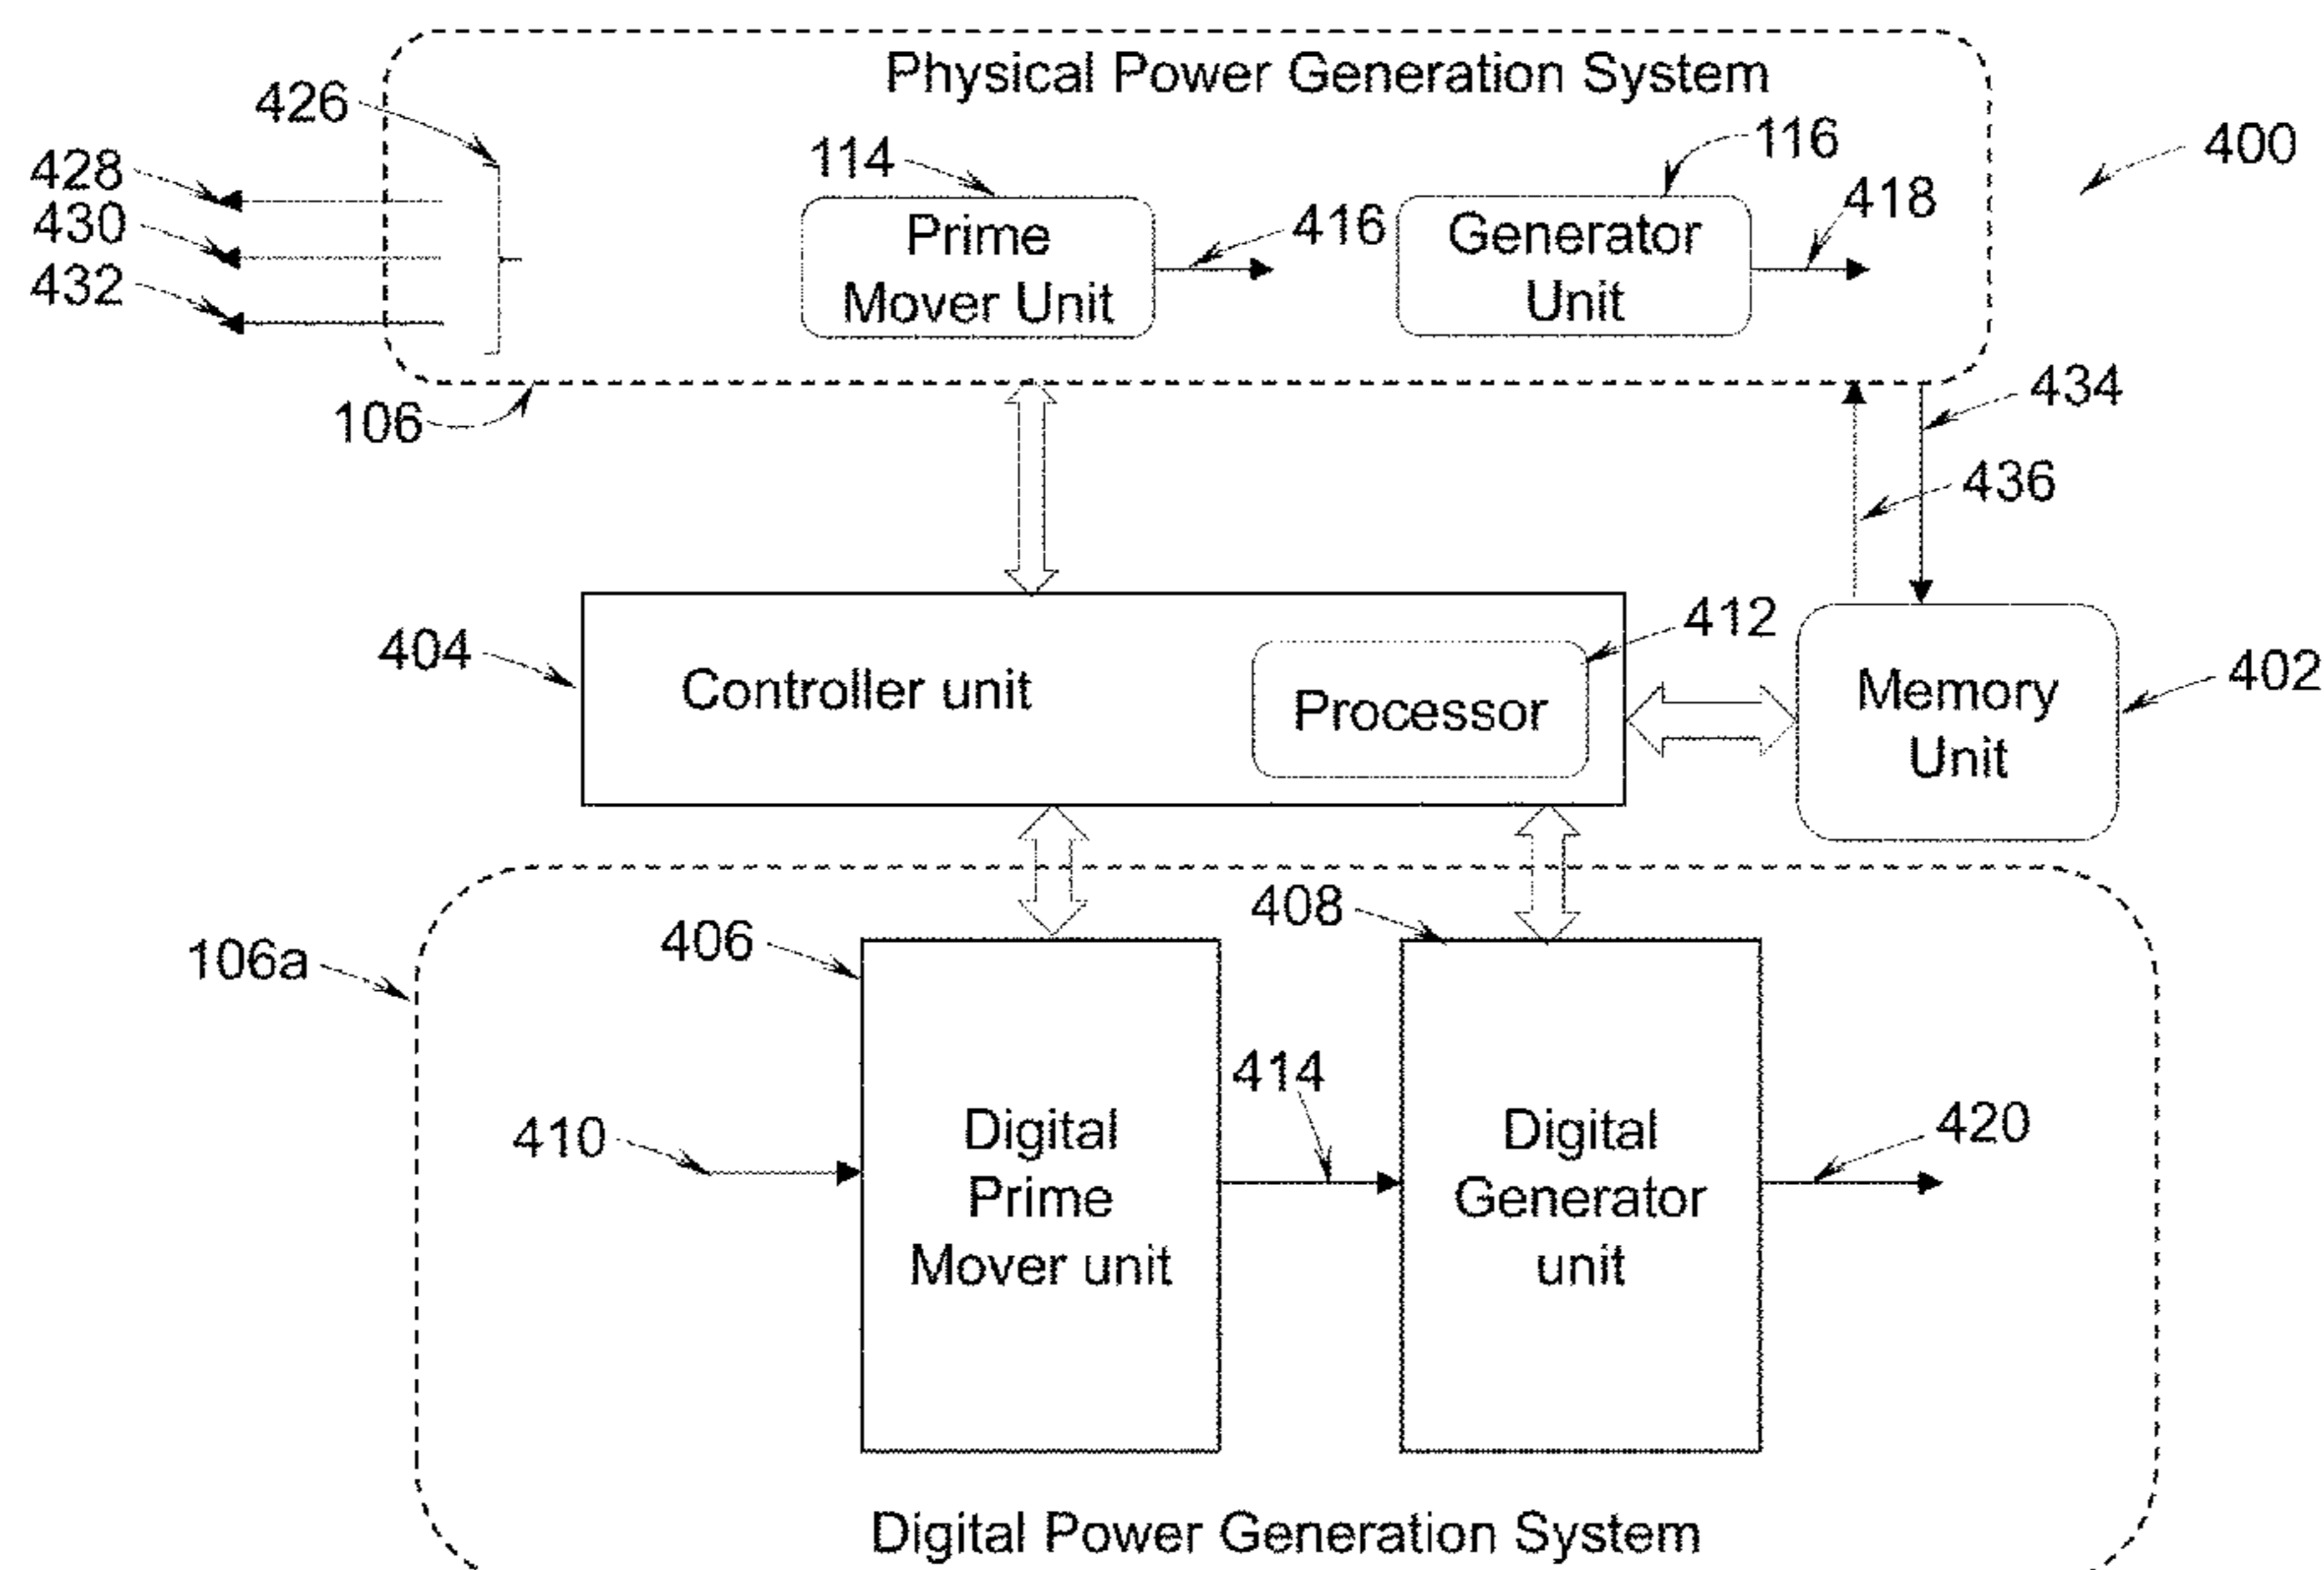 Physical Power Generation System
426
428
430
432
114
116
400
416
418
Prime
Mover Unit
Generator
Unit
106
434
436
404
Controller unit
412
Processor
Memory
Unit
402
106a
406
408
410
414
420
Digital
Prime
Mover unit
Digital
Generator
unit
Digital Power Generation System